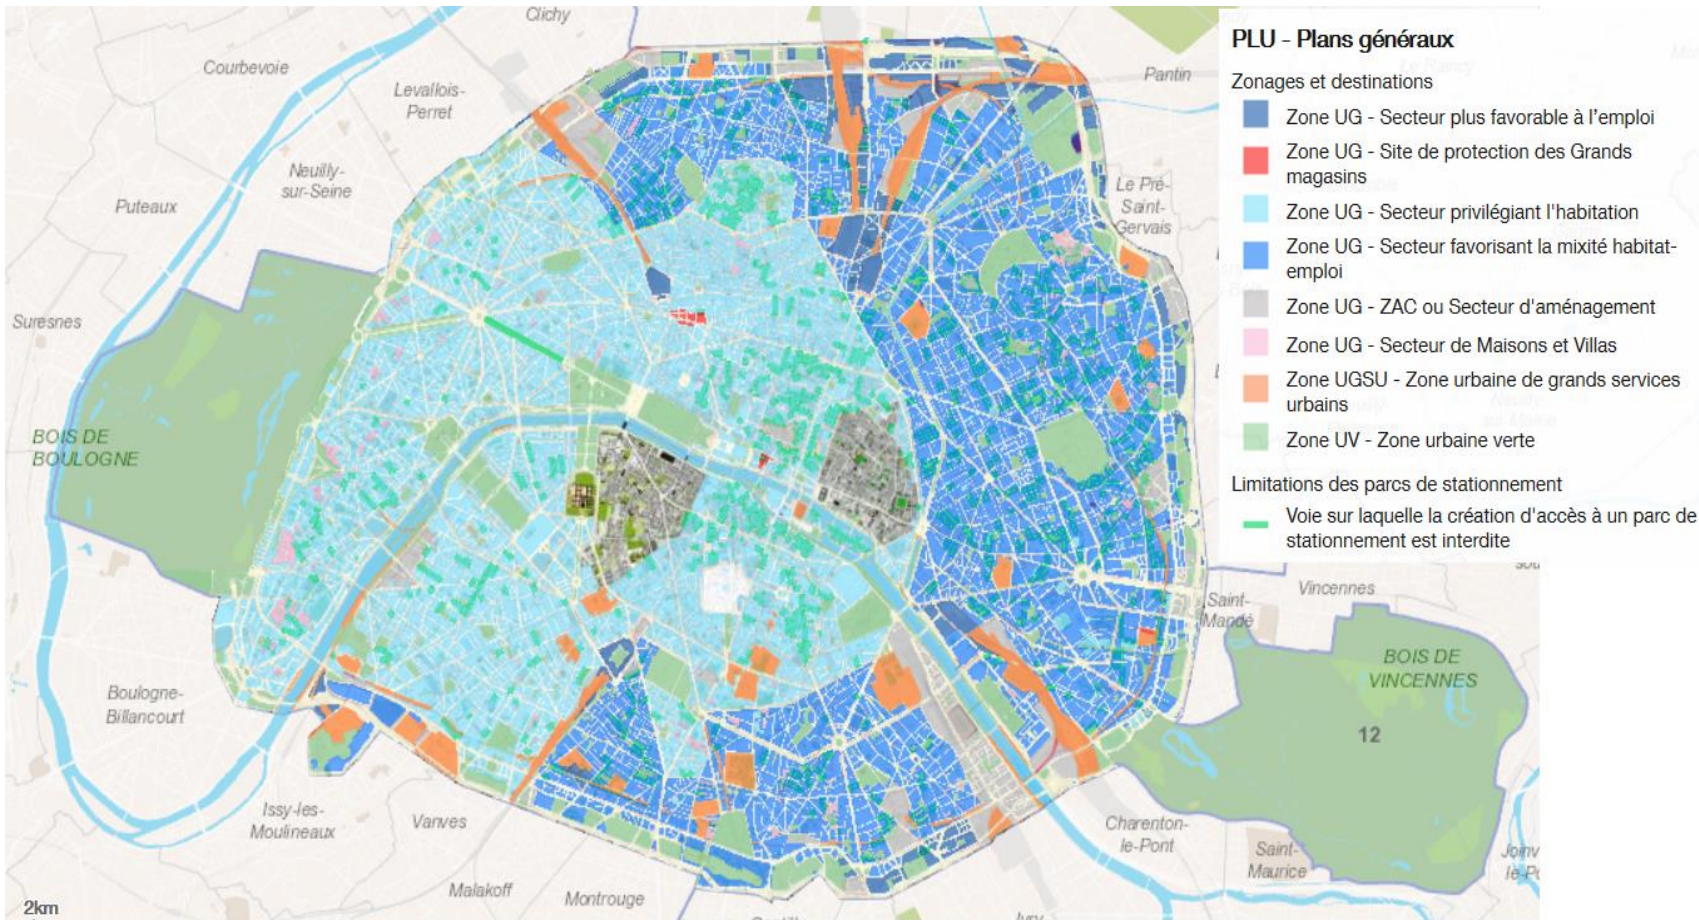 Clichy
Courbevoie
Levallois-
Perret
Pantin
Neuilly-
sur-Seine
Puteaux
Le Pré-
Saint-
Gervais
Suresnes
BOIS DE
BOULOGNE
Boulogne-
Billancourt
Issy-les-
Moulineaux
Vanves
Malakoff
Montrouge
Ivry
Charenton-
le-Pont
Saint-
Maurice
Joinv
le-Po
Saint-
Mandé
Vincennes
BOIS DE
VINCENNES
12
2km
PLU - Plans généraux
Zonages et destinations
Zone UG - Secteur plus favorable à l'emploi
Zone UG - Site de protection des Grands
magasins
Zone UG - Secteur privilégiant l'habitation
Zone UG - Secteur favorisant la mixité habitat-
emploi
Zone UG - ZAC ou Secteur d'aménagement
Zone UG - Secteur de Maisons et Villas
Zone UGSU - Zone urbaine de grands services
urbains
Zone UV - Zone urbaine verte
Limitations des parcs de stationnement
Voie sur laquelle la création d'accès à un parc de
stationnement est interdite